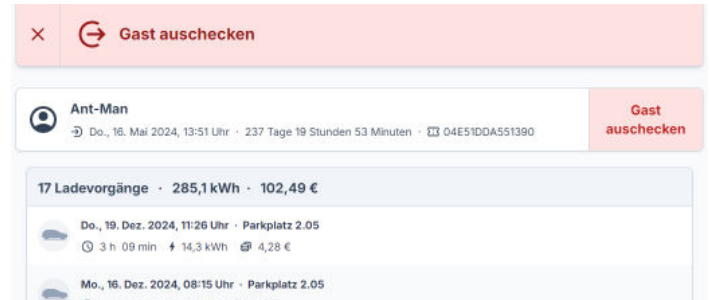 Gast auschecken
Ant-Man
Gast
auschecken
Do., 16. Mai 2024, 13:51 Uhr · 237 Tage 19 Stunden 53 Minuten · 04E51DDA551390
17 Ladevorgänge · 285,1 kWh · 102,49 €
Do., 19. Dez. 2024, 11:26 Uhr · Parkplatz 2.05
3 h 09 min 14,3 kWh 4,28 €
Mo., 16. Dez. 2024, 08:15 Uhr · Parkplatz 2.05